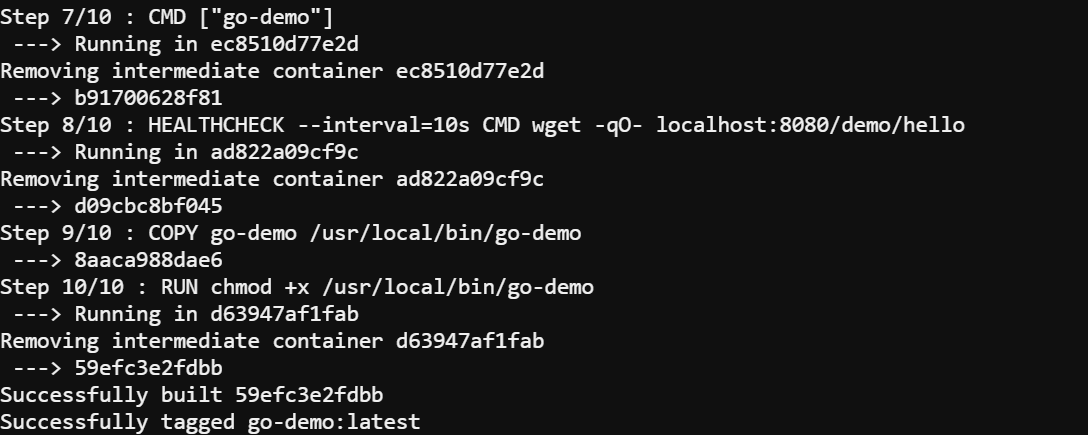 Step 7/10 : CMD ["go-demo"]
 ---> Running in ec8510d77e2d
Removing intermediate container ec8510d77e2d
 ---> b91700628f81
Step 8/10 : HEALTHCHECK --interval=10s CMD wget -qO- localhost:8080/demo/hello
 ---> Running in ad822a09cf9c
Removing intermediate container ad822a09cf9c
 ---> d09cbc8bf045
Step 9/10 : COPY go-demo /usr/local/bin/go-demo
 ---> 8aaca988dae6
Step 10/10 : RUN chmod +x /usr/local/bin/go-demo
 ---> Running in d63947af1fab
Removing intermediate container d63947af1fab
 ---> 59efc3e2fdbb
Successfully built 59efc3e2fdbb
Successfully tagged go-demo:latest